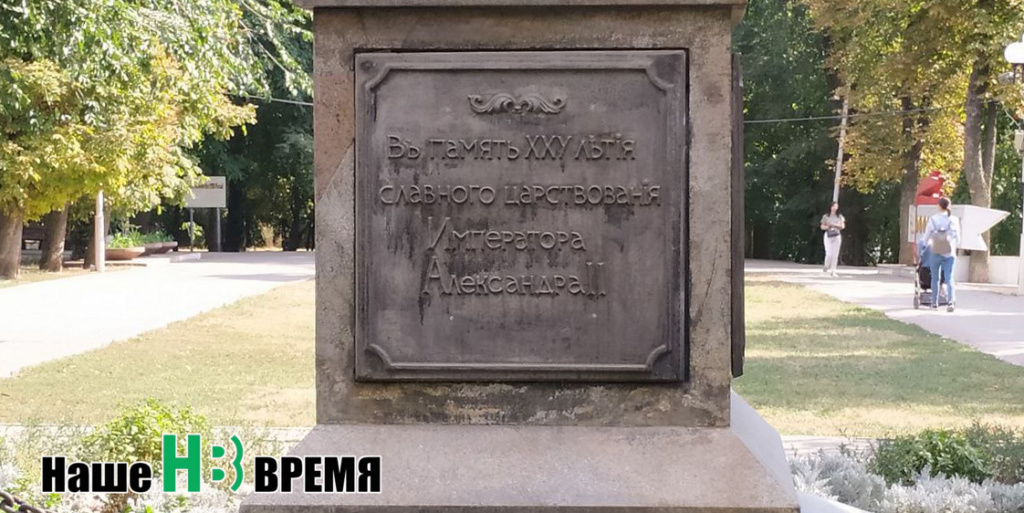 Въ память XXV лѣтія
славного царствованія
Императора
Александра II
Наше НВ ВРЕМЯ